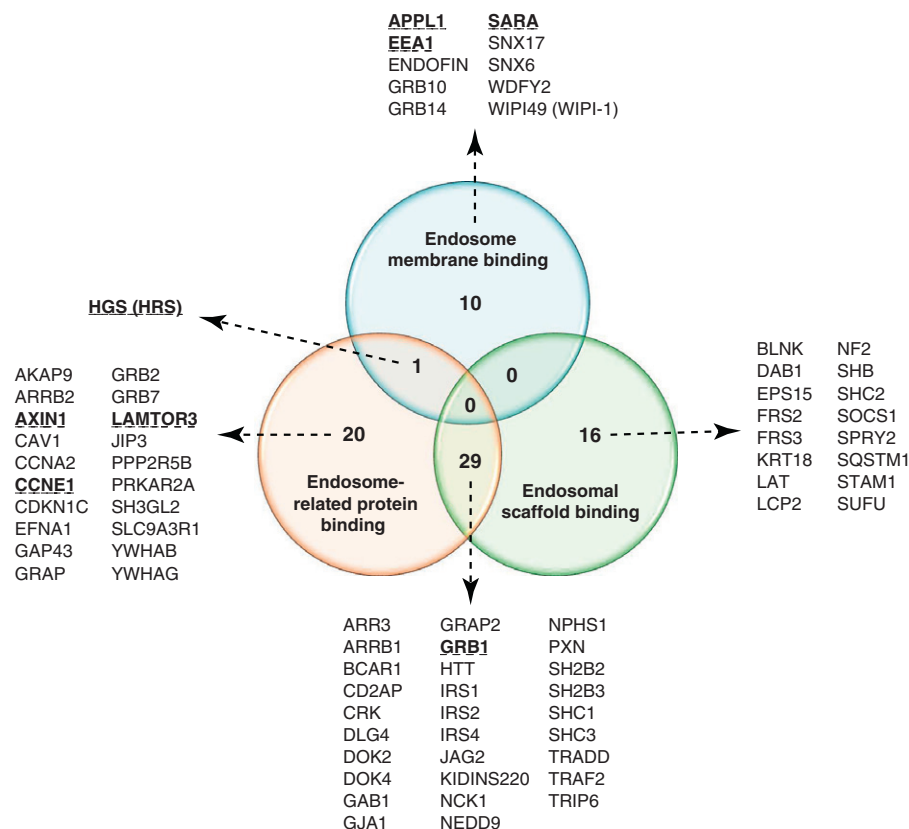 APPL1 SARA
EEA1 SNX17
ENDOFIN SNX6
GRB10 WDFY2
GRB14 WIPI49 (WIPI-1)
Endosome
membrane binding
10
HGS (HRS)
1
0
0
20
29
16
Endosome-
related protein
binding
Endosomal
scaffold binding
AKAP9 GRB2
ARRB2 GRB7
AXIN1 LAMTOR3
CAV1 JIP3
CCNA2 PPP2R5B
CCNE1 PRKAR2A
CDKN1C SH3GL2
EFNA1 SLC9A3R1
GAP43 YWHAB
GRAP YWHAG
BLNK NF2
DAB1 SHB
EPS15 SHC2
FRS2 SOCS1
FRS3 SPRY2
KRT18 SQSTM1
LAT STAM1
LCP2 SUFU
ARR3 GRAP2 NPHS1
ARRB1 GRB1 PXN
BCAR1 HTT SH2B2
CD2AP IRS1 SH2B3
CRK IRS2 SHC1
DLG4 IRS4 SHC3
DOK2 JAG2 TRADD
DOK4 KIDINS220 TRAF2
GAB1 NCK1 TRIP6
GJA1 NEDD9